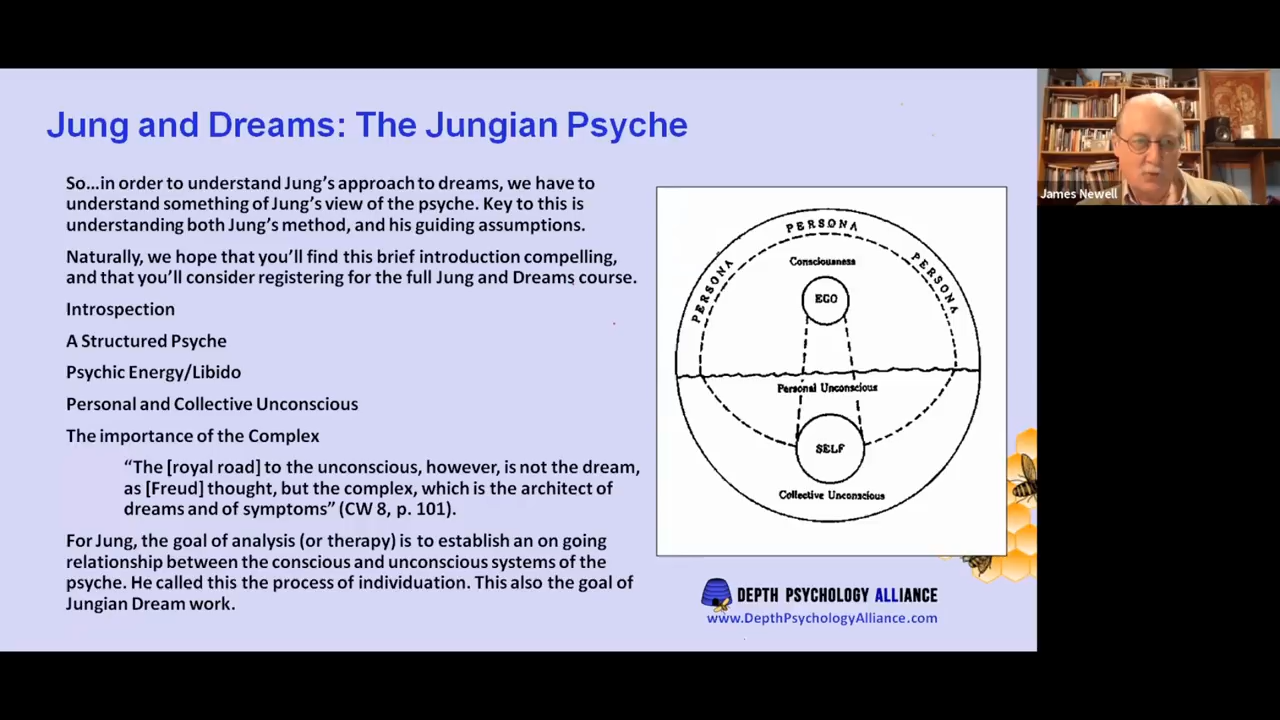 Jung and Dreams: The Jungian Psyche
So...in order to understand Jung's approach to dreams, we have to
understand something of Jung's view of the psyche. Key to this is
understanding both Jung's method, and his guiding assumptions.
Naturally, we hope that you'll find this brief introduction compelling,
and that you'll consider registering for the full Jung and Dreams course.
Introspection
A Structured Psyche
Psychic Energy/Libido
Personal and Collective Unconscious
The importance of the Complex
"The [royal road] to the unconscious, however, is not the dream,
as [Freud] thought, but the complex, which is the architect of
dreams and of symptoms" (CW 8, p. 101).
For Jung, the goal of analysis (or therapy) is to establish an on going
relationship between the conscious and unconscious systems of the
psyche. He called this the process of individuation. This also the goal of
Jungian Dream work.
PERSONA
PERSONA
PERSONA
Consciousness
EGO
Personal Unconscious
SELF
Collective Unconscious
DEPTH PSYCHOLOGY ALLIANCE
www.DepthPsychologyAlliance.com
James Newell